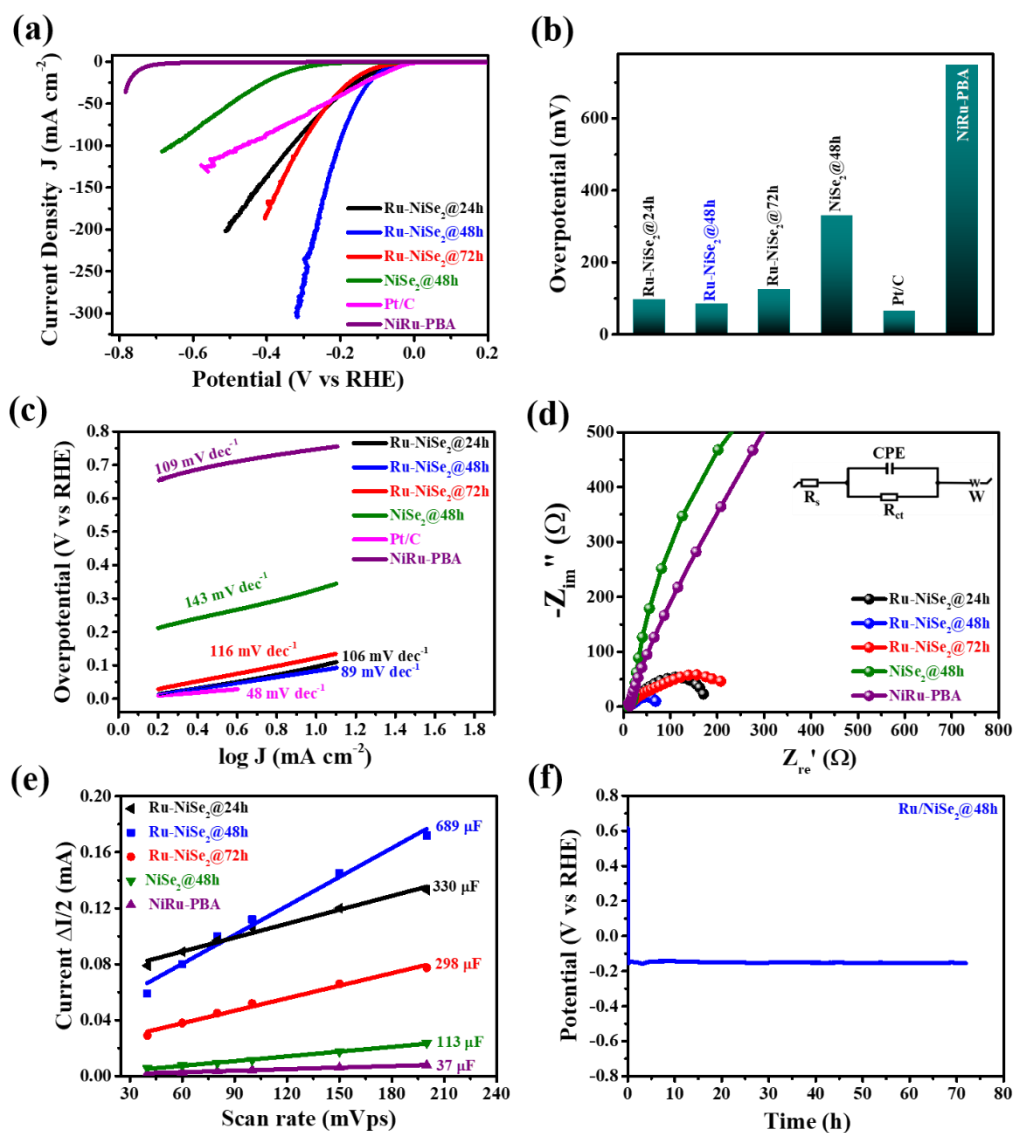 (a)
0
-50
-100
-150
-200
-250
-300
Current Density J (mA cm⁻²)
Ru-NiSe₂@24h
Ru-NiSe₂@48h
Ru-NiSe₂@72h
NiSe₂@48h
Pt/C
NiRu-PBA
-0.8 -0.6 -0.4 -0.2 0.0 0.2
Potential (V vs RHE)
(b)
600
400
200
0
Overpotential (mV)
Ru-NiSe₂@24h
Ru-NiSe₂@48h
Ru-NiSe₂@72h
NiSe₂@48h
Pt/C
NiRu-PBA
(c)
0.8
0.7
0.6
0.5
0.4
0.3
0.2
0.1
0.0
Overpotential (V vs RHE)
109 mV dec⁻¹
143 mV dec⁻¹
116 mV dec⁻¹
106 mV dec⁻¹
89 mV dec⁻¹
48 mV dec⁻¹
Ru-NiSe₂@24h
Ru-NiSe₂@48h
Ru-NiSe₂@72h
NiSe₂@48h
Pt/C
NiRu-PBA
0.0 0.2 0.4 0.6 0.8 1.0 1.2 1.4 1.6 1.8
log J (mA cm⁻²)
(d)
500
400
300
200
100
0
-Z_im'' (Ω)
CPE
R_s
R_ct
W
W
Ru-NiSe₂@24h
Ru-NiSe₂@48h
Ru-NiSe₂@72h
NiSe₂@48h
NiRu-PBA
0 100 200 300 400 500 600 700 800
Z_re' (Ω)
(e)
0.20
0.16
0.12
0.08
0.04
0.00
Current ΔI/2 (mA)
Ru-NiSe₂@24h
Ru-NiSe₂@48h
Ru-NiSe₂@72h
NiSe₂@48h
NiRu-PBA
689 μF
330 μF
298 μF
113 μF
37 μF
30 60 90 120 150 180 210 240
Scan rate (mVps)
(f)
0.8
0.6
0.4
0.2
0.0
-0.2
-0.4
-0.6
-0.8
Potential (V vs RHE)
Ru/NiSe₂@48h
0 10 20 30 40 50 60 70 80
Time (h)